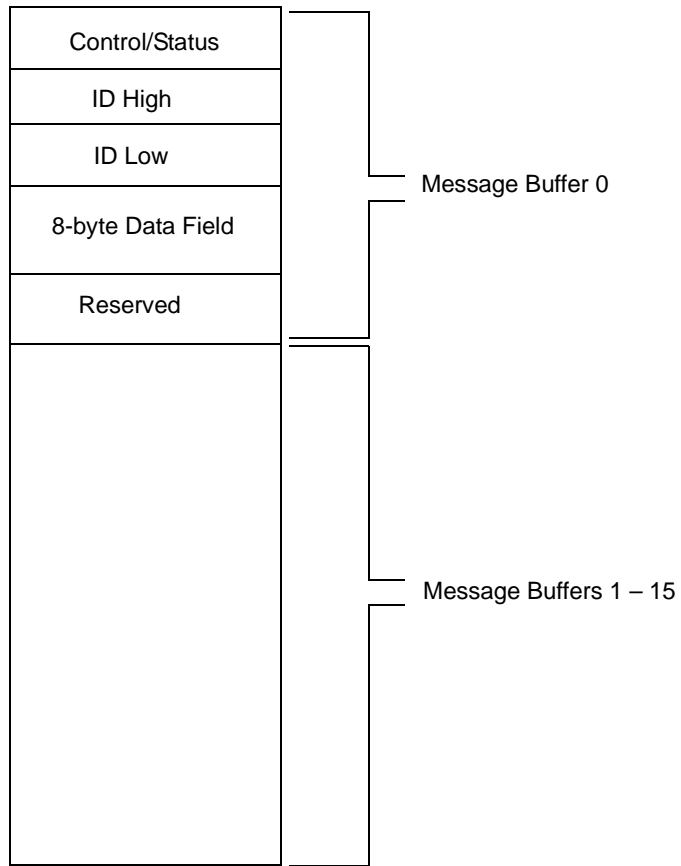 Control/Status
ID High
ID Low
8-byte Data Field
Reserved
Message Buffer 0
Message Buffers 1 – 15